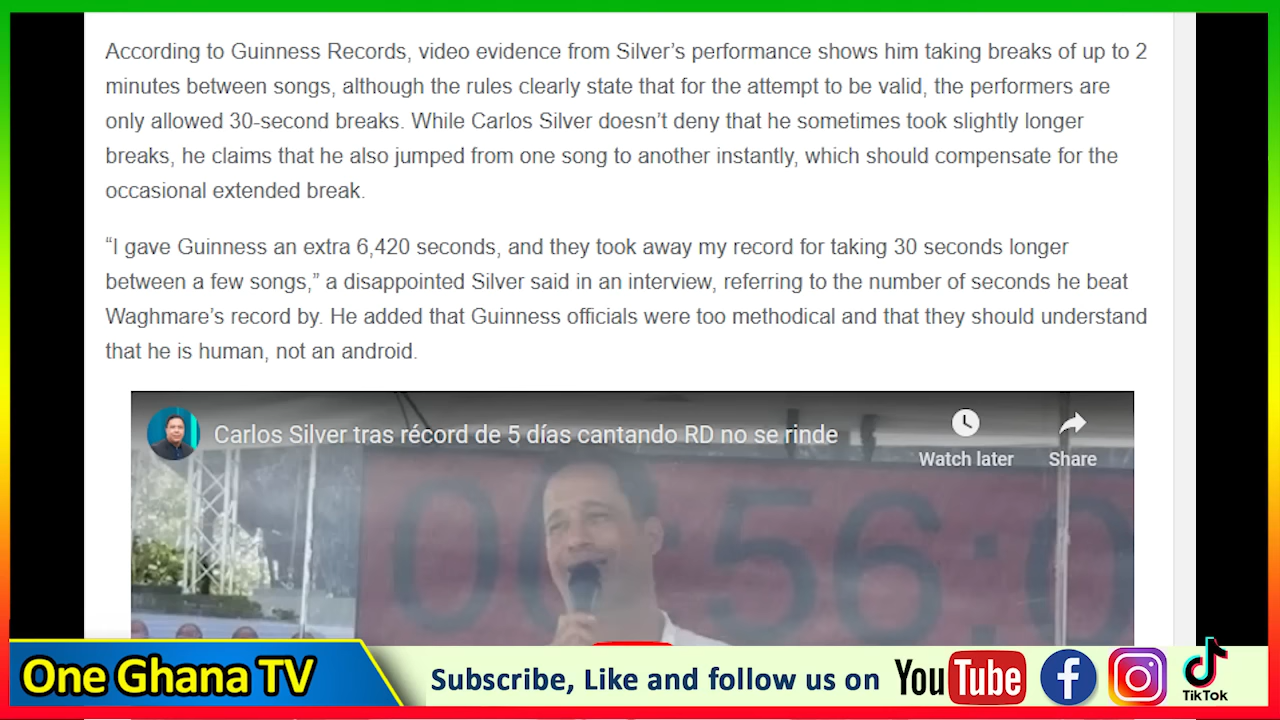 According to Guinness Records, video evidence from Silver’s performance shows him taking breaks of up to 2
minutes between songs, although the rules clearly state that for the attempt to be valid, the performers are
only allowed 30-second breaks. While Carlos Silver doesn’t deny that he sometimes took slightly longer
breaks, he claims that he also jumped from one song to another instantly, which should compensate for the
occasional extended break.
“I gave Guinness an extra 6,420 seconds, and they took away my record for taking 30 seconds longer
between a few songs,” a disappointed Silver said in an interview, referring to the number of seconds he beat
Waghmare’s record by. He added that Guinness officials were too methodical and that they should understand
that he is human, not an android.
Carlos Silver tras récord de 5 días cantando RD no se rinde
Watch later
Share
One Ghana TV
Subscribe, Like and follow us on
YouTube
TikTok